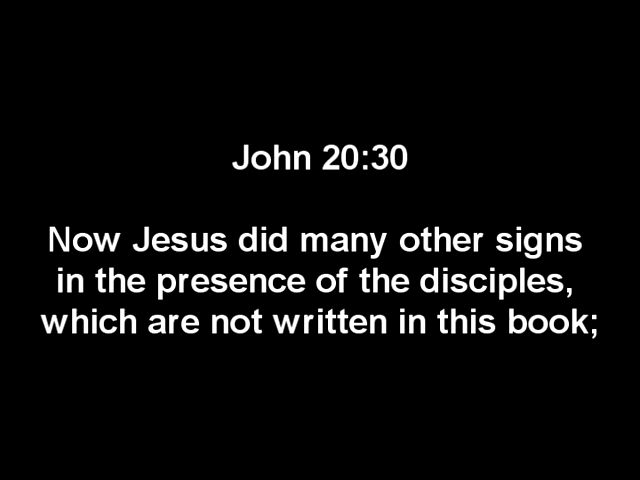 John 20:30
Now Jesus did many other signs
in the presence of the disciples,
which are not written in this book;